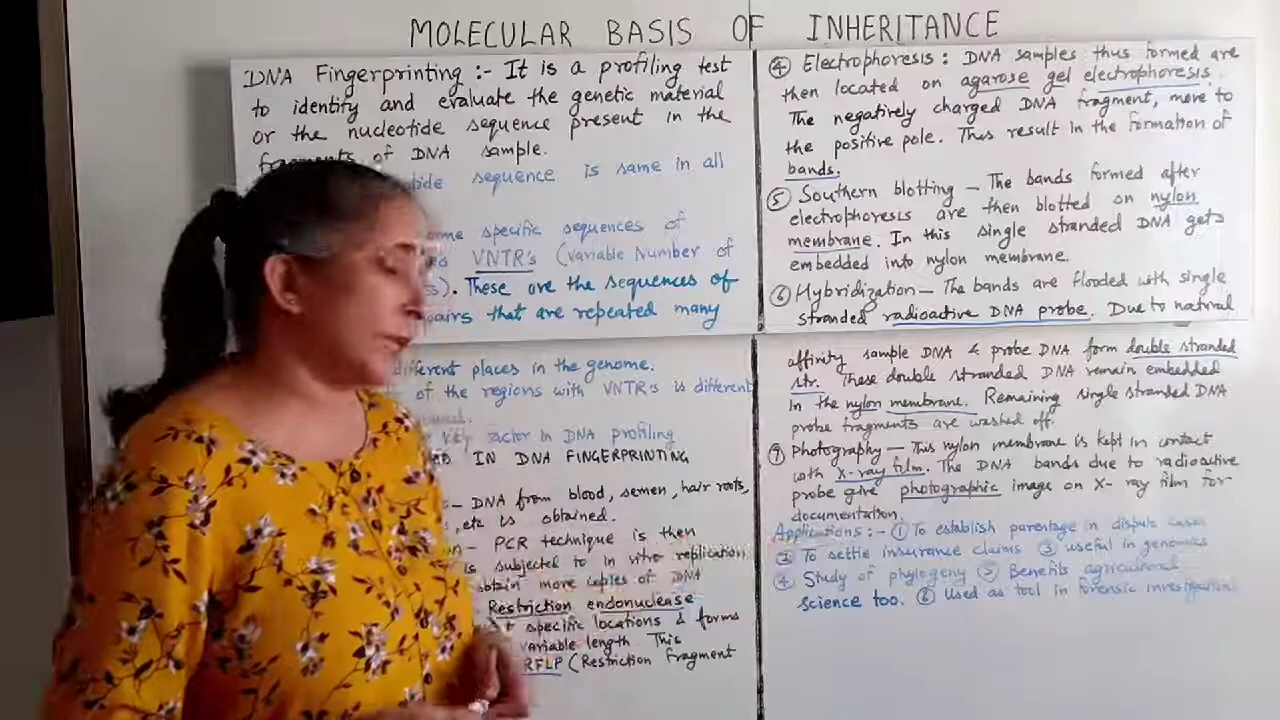 MOLECULAR BASIS OF INHERITANCE
DNA Fingerprinting :- It is a profiling test
to identify and evaluate the genetic material
or the nucleotide sequence present in the
fragments of DNA sample.
sequence is same in all
specific sequences of
VNTR's (Variable Number of
These are the sequences of
that are repeated many
different places in the genome.
of the regions with VNTR's is different
factor in DNA profiling
IN DNA FINGERPRINTING
- DNA from blood, semen, hair roots,
, etc is obtained.
- PCR technique is then
is subjected to in vitro replication
obtain more copies of DNA
Restriction endonuclease
specific locations & forms
variable length This
RFLP (Restriction fragment
④ Electrophoresis : DNA samples thus formed are
then located on agarose gel electrophoresis.
The negatively charged DNA fragment, move to
the positive pole. Thus result in the formation of
bands.
⑤ Southern blotting – The bands formed after
electrophoresis are then blotted on nylon
membrane. In this single stranded DNA gets
embedded into nylon membrane.
⑥ Hybridization – The bands are flooded with single
stranded radioactive DNA probe. Due to natural
affinity sample DNA & probe DNA form double stranded
str. These double stranded DNA remain embedded
in the nylon membrane. Remaining single stranded DNA
probe fragments are washed off.
⑦ Photography – This nylon membrane is kept in contact
with X-ray film. The DNA bands due to radioactive
probe give photographic image on X-ray film for
documentation.
Applications :- ① To establish parentage in dispute cases
② To settle insurance claims ③ useful in genomics
④ Study of phylogeny ⑤ Benefits agricultural
science too. ⑥ Used as tool in forensic investigations